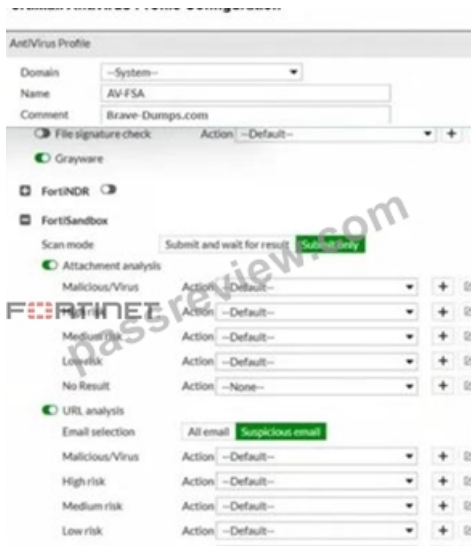 AntiVirus Profile
Domain --System--
Name AV-FSA
Comment Brave-Dumps.com
File signature check Action --Default-- +
Grayware
FortiNDR
FortiSandbox
Scan mode Submit and wait for result Submit only
Attachment analysis
Malicious/Virus Action --Default-- +
High risk Action --Default-- +
Medium risk Action --Default-- +
Low risk Action --Default-- +
No Result Action --None-- +
URL analysis
Email selection All email Suspicious email
Malicious/Virus Action --Default-- +
High risk Action --Default-- +
Medium risk Action --Default-- +
Low risk Action --Default-- +
FORTINET
passreview.com